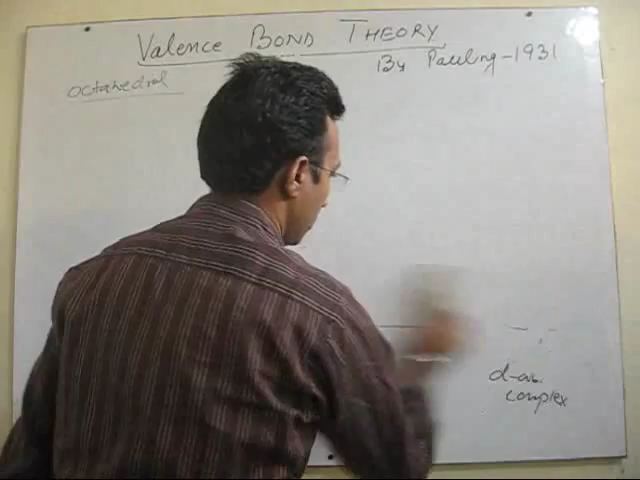 Valence BOND THEORY
By Pauling-1931
octahedral
complex